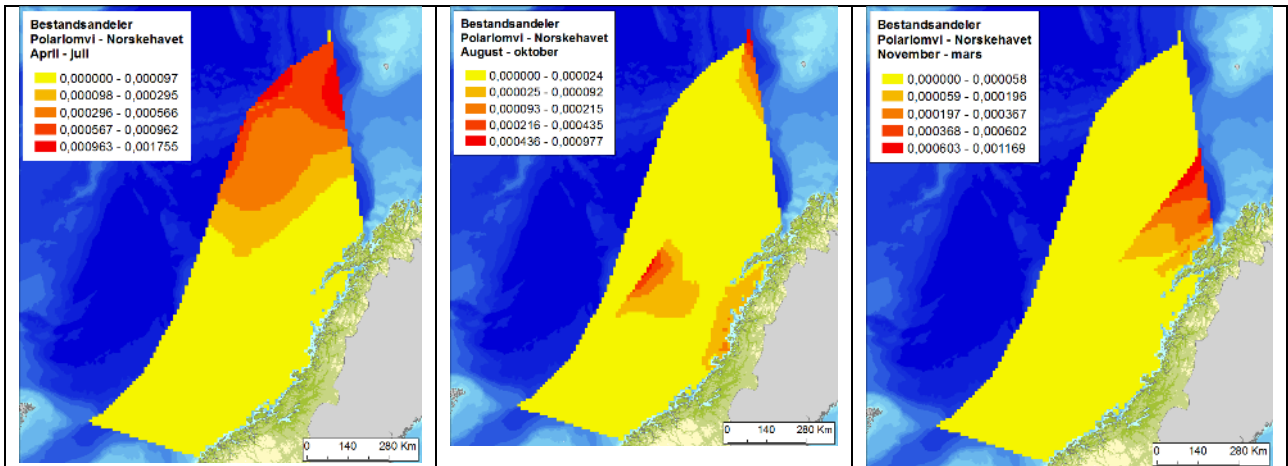 Bestandsandeler
Polarlomvi - Norskehavet
April - juli
0,000000 - 0,000097
0,000098 - 0,000295
0,000296 - 0,000566
0,000567 - 0,000962
0,000963 - 0,001755
0 140 280 Km
Bestandsandeler
Polarlomvi - Norskehavet
August - oktober
0,000000 - 0,000024
0,000025 - 0,000092
0,000093 - 0,000215
0,000216 - 0,000435
0,000436 - 0,000977
0 140 280 Km
Bestandsandeler
Polarlomvi - Norskehavet
November - mars
0,000000 - 0,000058
0,000059 - 0,000196
0,000197 - 0,000367
0,000368 - 0,000602
0,000603 - 0,001169
0 140 280 Km